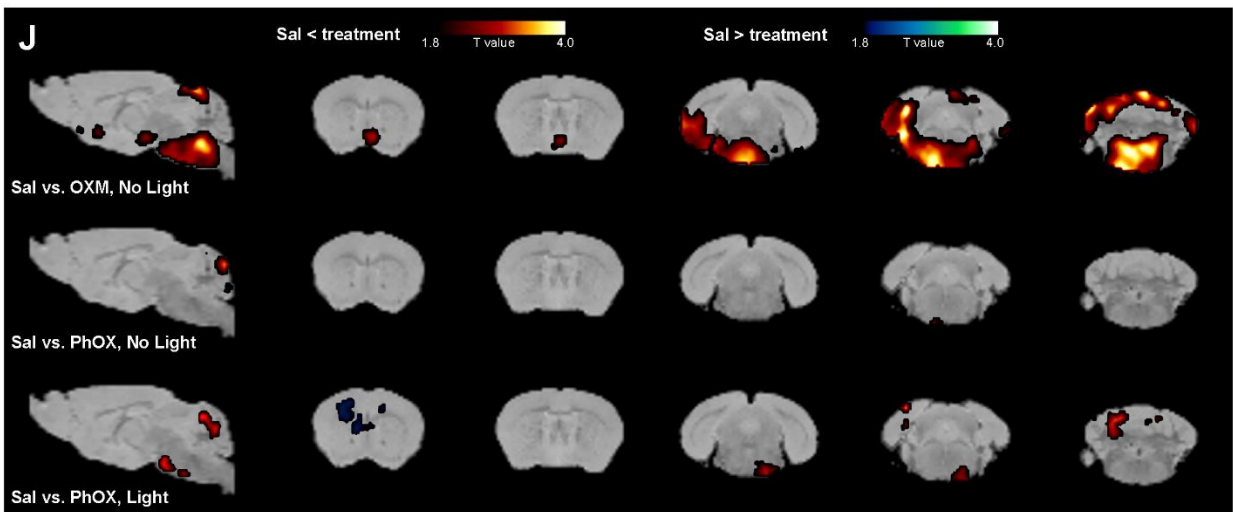 J
Sal < treatment
1.8 T value 4.0
Sal > treatment
1.8 T value 4.0
Sal vs. OXM, No Light
Sal vs. PhOX, No Light
Sal vs. PhOX, Light